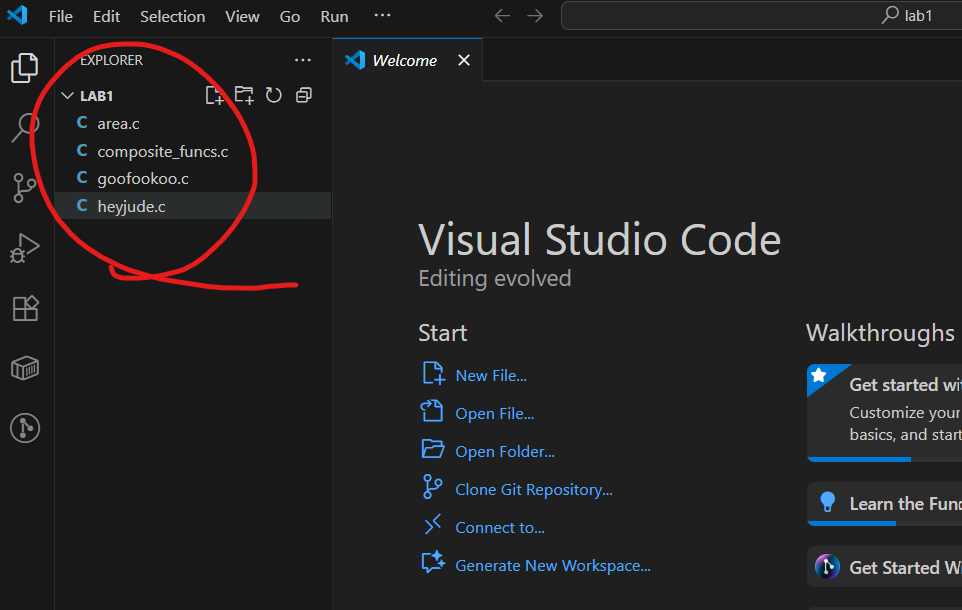 File Edit Selection View Go Run ...
lab1
EXPLORER
Welcome
LAB1
C area.c
C composite_funcs.c
C goofookoo.c
C heyjude.c
Visual Studio Code
Editing evolved
Start
New File...
Open File...
Open Folder...
Clone Git Repository...
Connect to...
Generate New Workspace...
Walkthroughs
Get started
Customize your
basics, and start
Learn the
Get Started